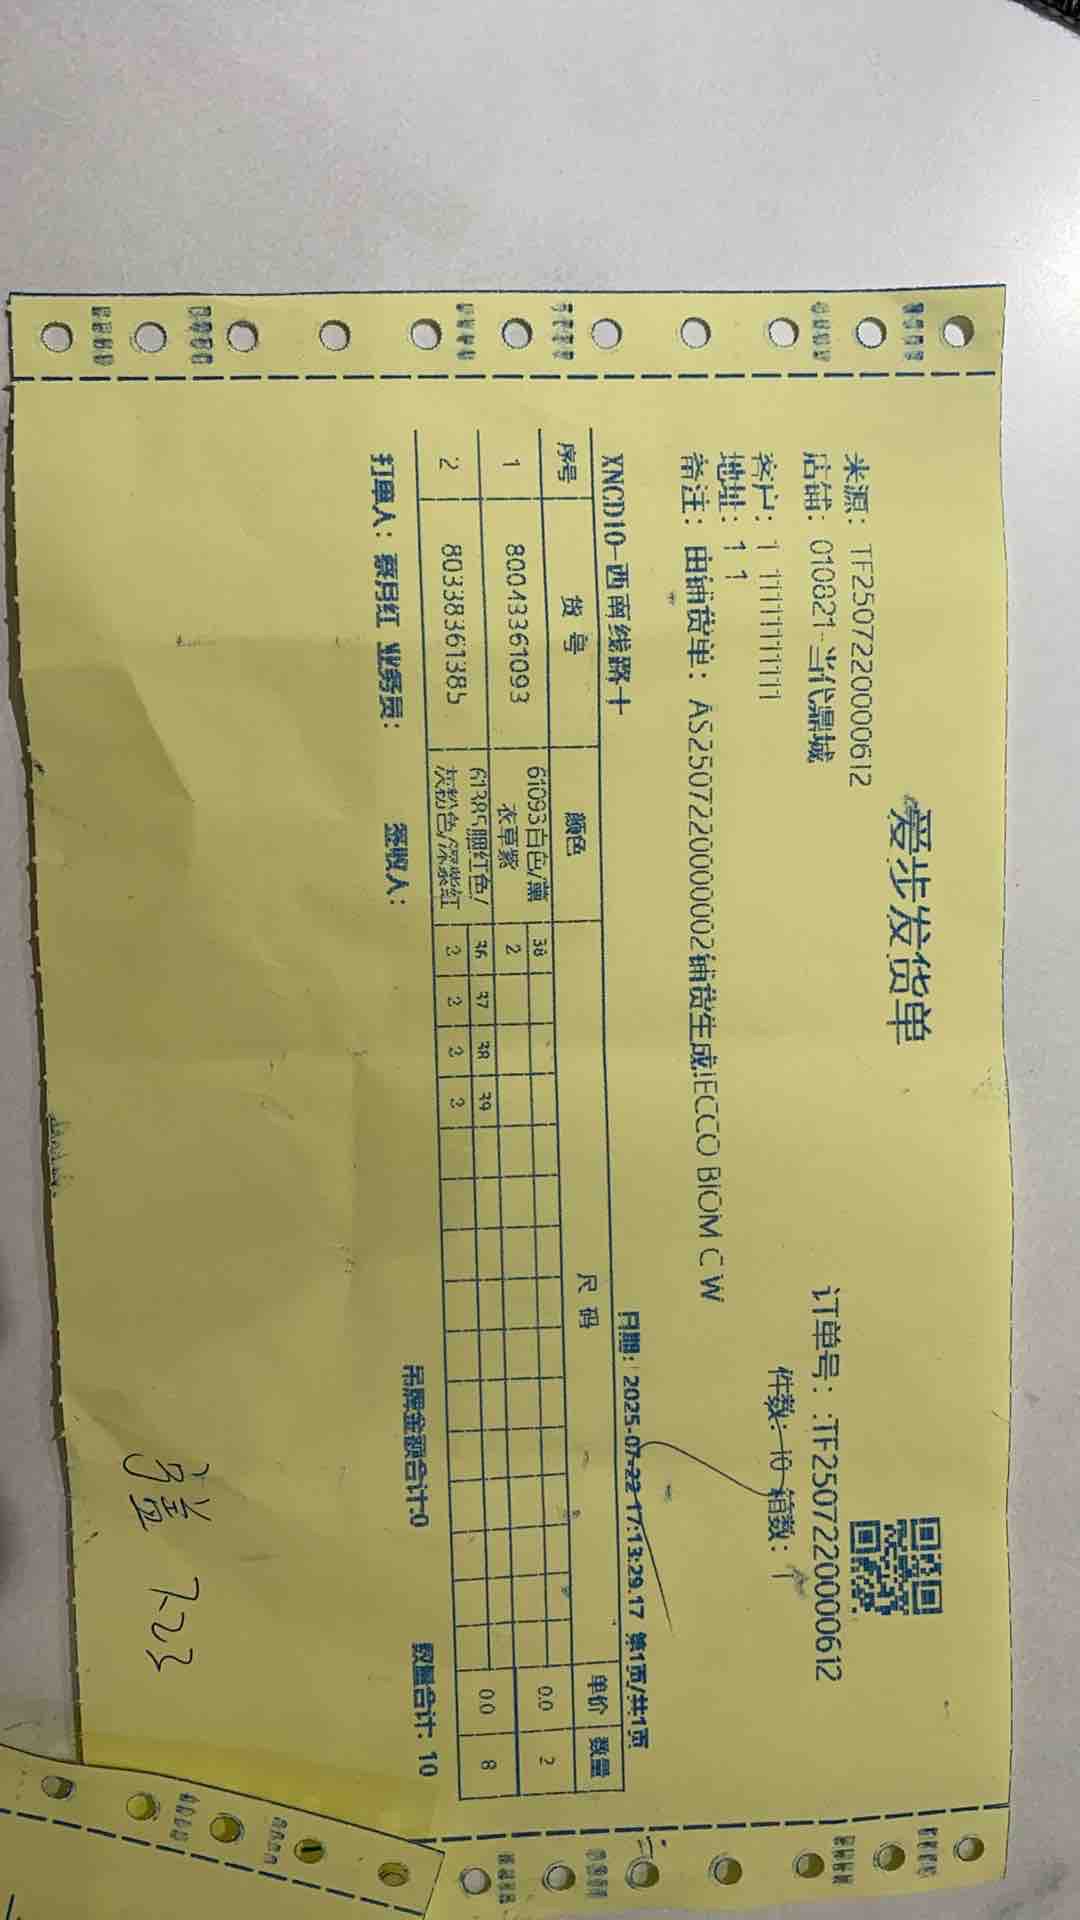 爱步发货单
来源： TF2507220000612
订单号： TF2507220000612
店铺： 010821-当代鼎城
件数： 10 箱数： 1
客户： 1 11111111111
地址： 1 1
备注： 由铺货单： AS2507220000002铺货生成!ECCO BIOM C W
XNCD10-西南线路十 日期： 2025-07-22 17:13:29.17 第1页/共1页
序号 货号 颜色 尺码 单价 数量
1 80043361093 61093白色/薰衣草紫 38 0.0 2
2
2 80338361385 61385胭红色/灰粉色/深紫红 36 37 38 39 0.0 8
2 2 2 2
打单人： 蔡月红 业务员： 签收人： 吊牌金额合计:0 数量合计: 10
7.23